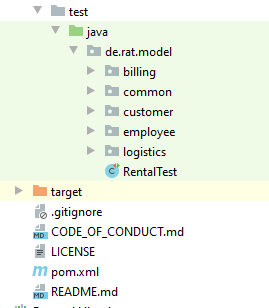 test
java
de.rat.model
billing
common
customer
employee
logistics
RentalTest
target
.gitignore
CODE_OF_CONDUCT.md
LICENSE
pom.xml
README.md